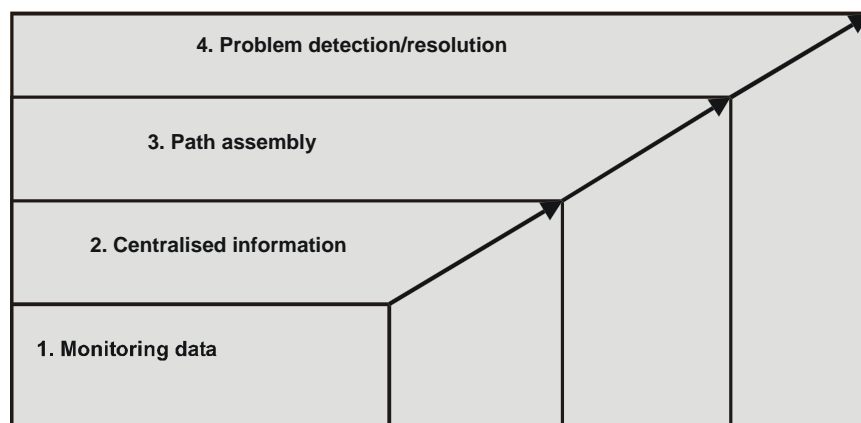 4. Problem detection/resolution
3. Path assembly
2. Centralised information
1. Monitoring data